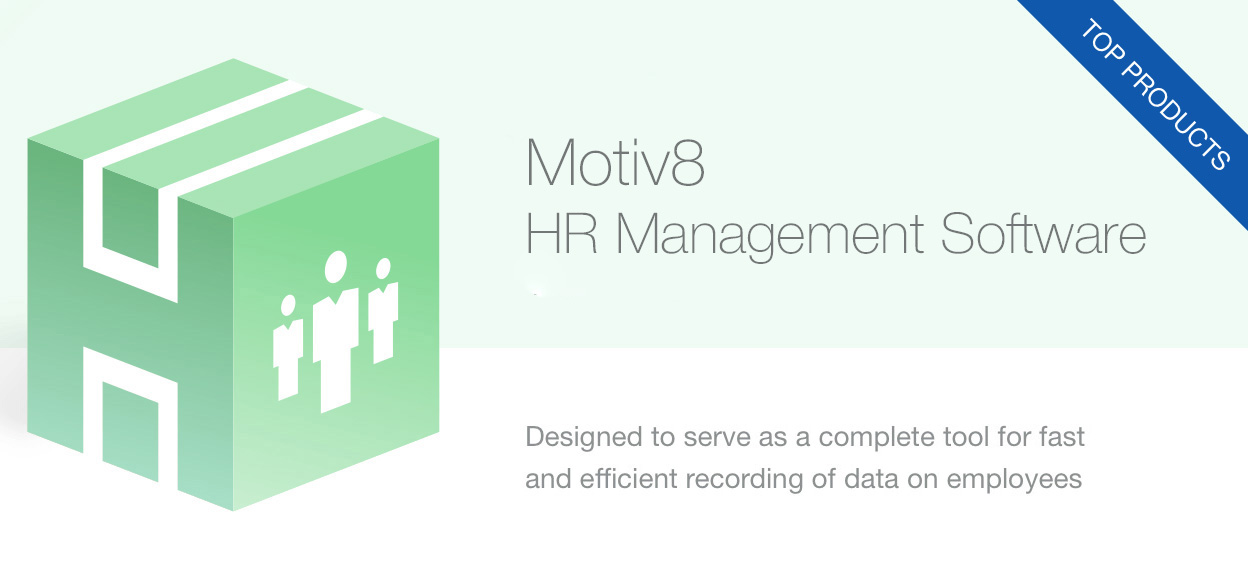 TOP PRODUCTS
Motiv8
HR Management Software
Designed to serve as a complete tool for fast
and efficient recording of data on employees